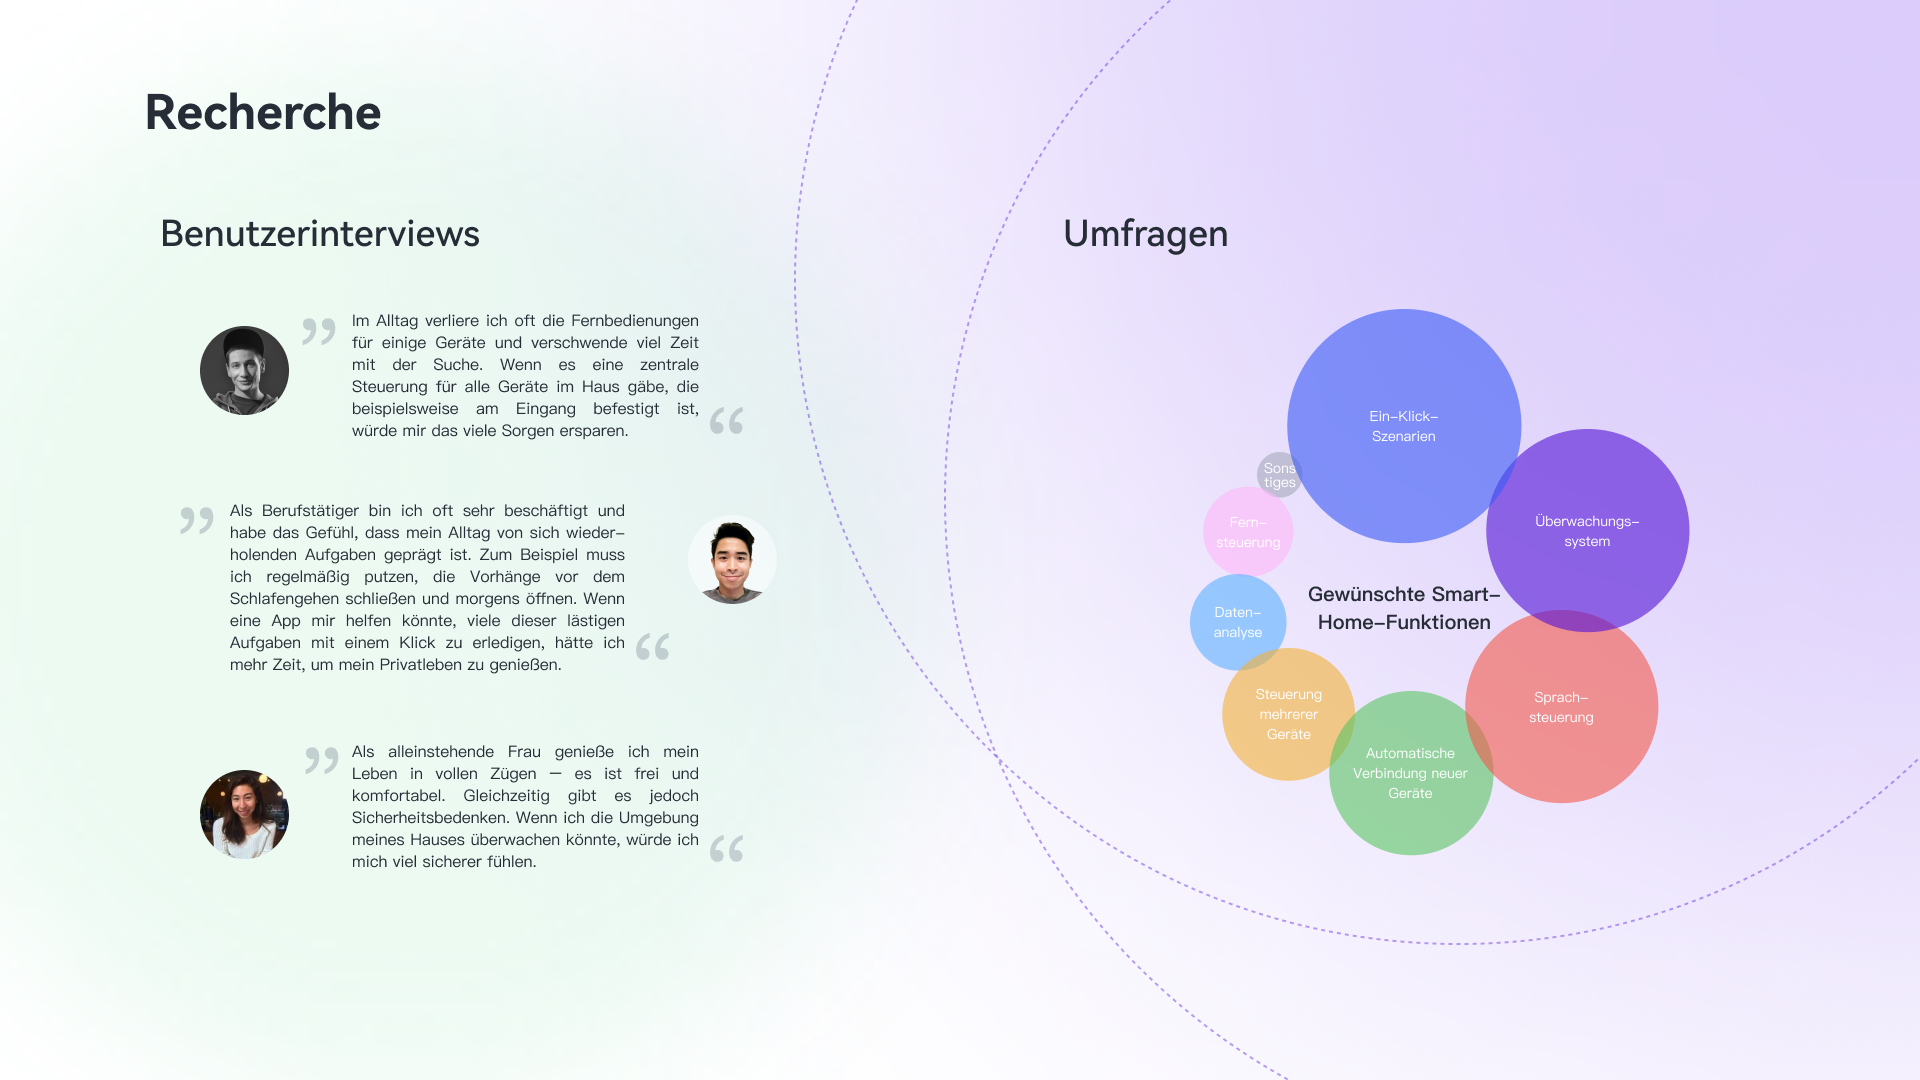 Recherche
Benutzerinterviews
„
Im Alltag verliere ich oft die Fernbedienungen
für einige Geräte und verschwende viel Zeit
mit der Suche. Wenn es eine zentrale
Steuerung für alle Geräte im Haus gäbe, die
beispielsweise am Eingang befestigt ist,
würde mir das viele Sorgen ersparen.
“
”
Als Berufstätiger bin ich oft sehr beschäftigt und
habe das Gefühl, dass mein Alltag von sich wieder-
holenden Aufgaben geprägt ist. Zum Beispiel muss
ich regelmäßig putzen, die Vorhänge vor dem
Schlafengehen schließen und morgens öffnen. Wenn
eine App mir helfen könnte, viele dieser lästigen
Aufgaben mit einem Klick zu erledigen, hätte ich
mehr Zeit, um mein Privatleben zu genießen.
“
”
Als alleinstehende Frau genieße ich mein
Leben in vollen Zügen – es ist frei und
komfortabel. Gleichzeitig gibt es jedoch
Sicherheitsbedenken. Wenn ich die Umgebung
meines Hauses überwachen könnte, würde ich
mich viel sicherer fühlen.
“
Umfragen
Ein-Klick-
Szenarien
Überwachungs-
system
Sprach-
steuerung
Automatische
Verbindung neuer
Geräte
Steuerung
mehrerer
Geräte
Daten-
analyse
Fern-
steuerung
Sons
tiges
Gewünschte Smart-
Home-Funktionen